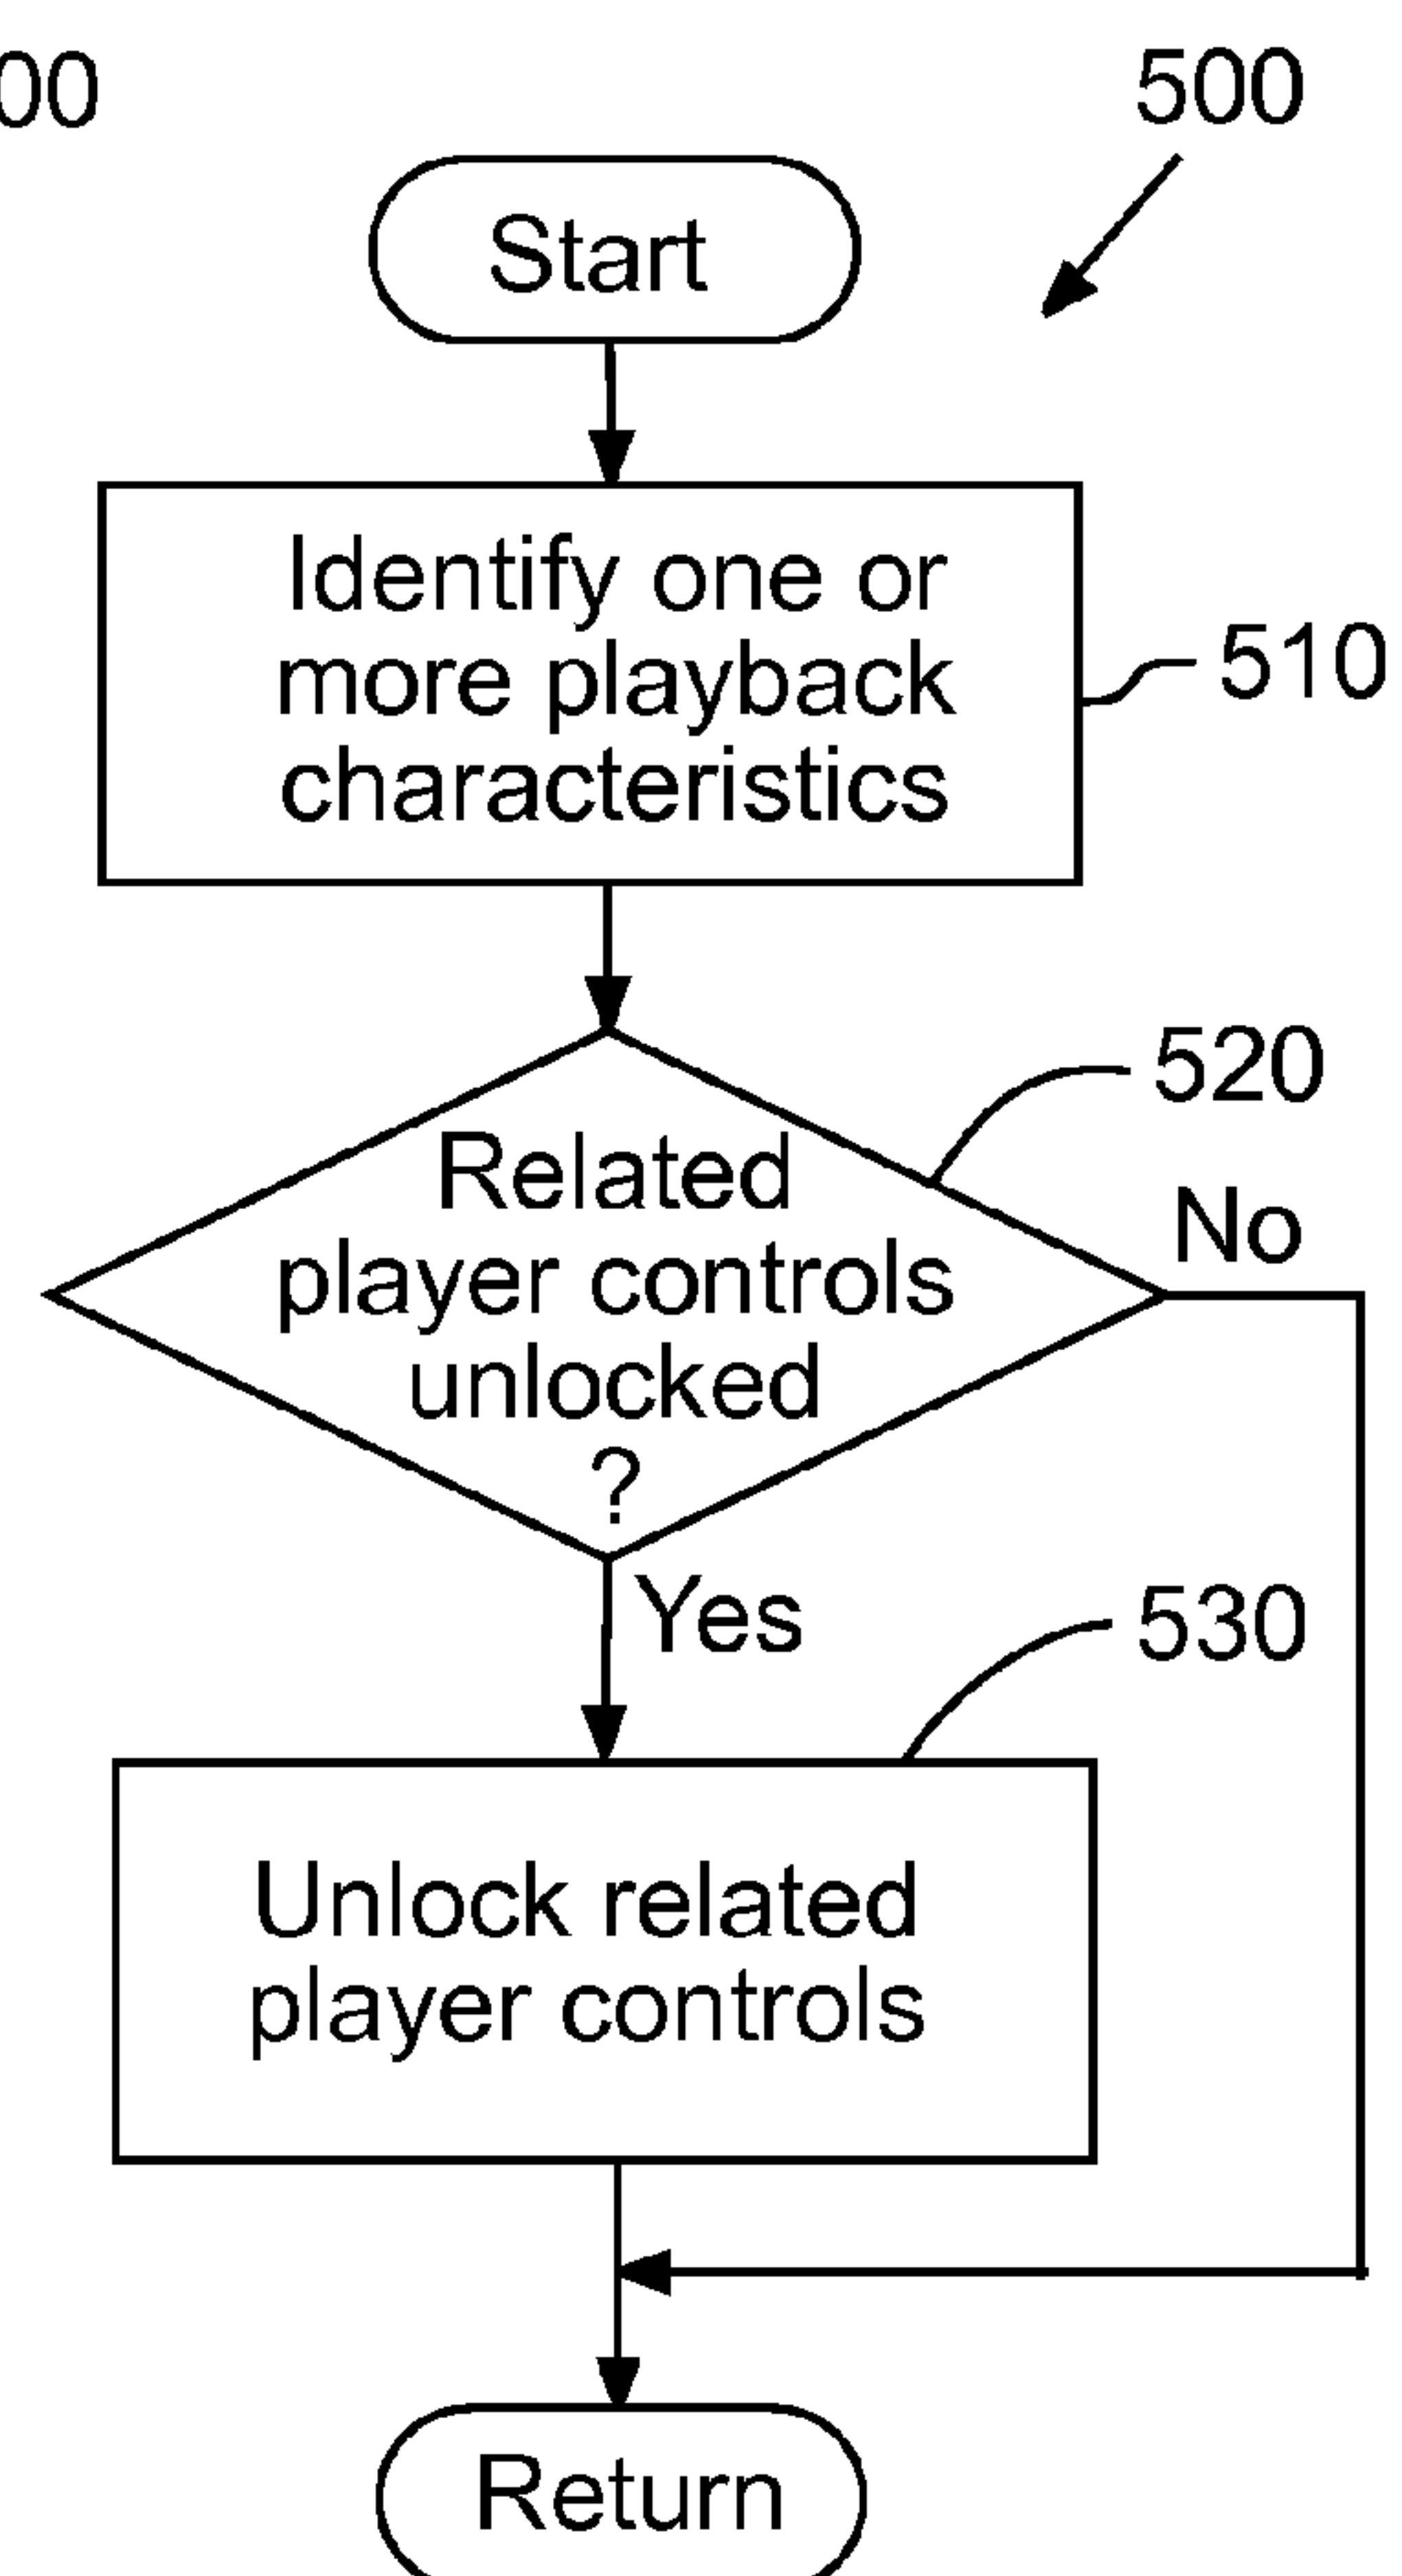 00
500
Start
Identify one or
more playback
characteristics
510
520
Related
player controls
unlocked
?
No
Yes
530
Unlock related
player controls
Return